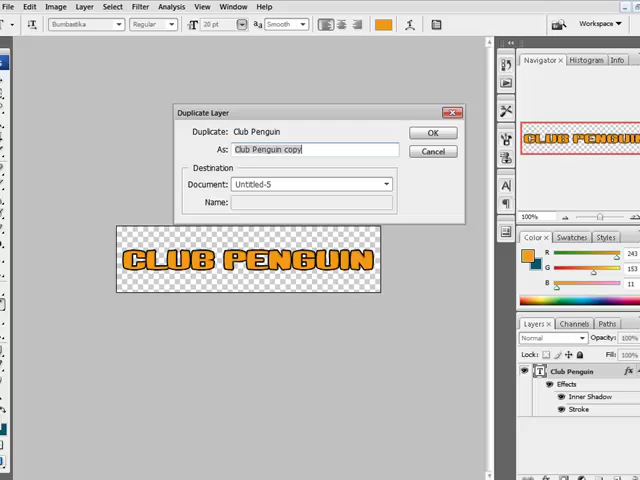 File Edit Image Layer Select Filter Analysis View Window Help
Bumbastika Regular 20 pt Smooth Workspace
Navigator Histogram Info
Duplicate Layer
Duplicate: Club Penguin OK
As: Club Penguin copy Cancel
Destination
Document: Untitled-5
Name:
CLUB PENGUIN
CLUB PENGUIN
100%
Color Swatches Styles
R 243
G 153
B 11
Layers Channels Paths
Normal Opacity: 100%
Lock: Fill: 100%
T Club Penguin fx
Effects
Inner Shadow
Stroke